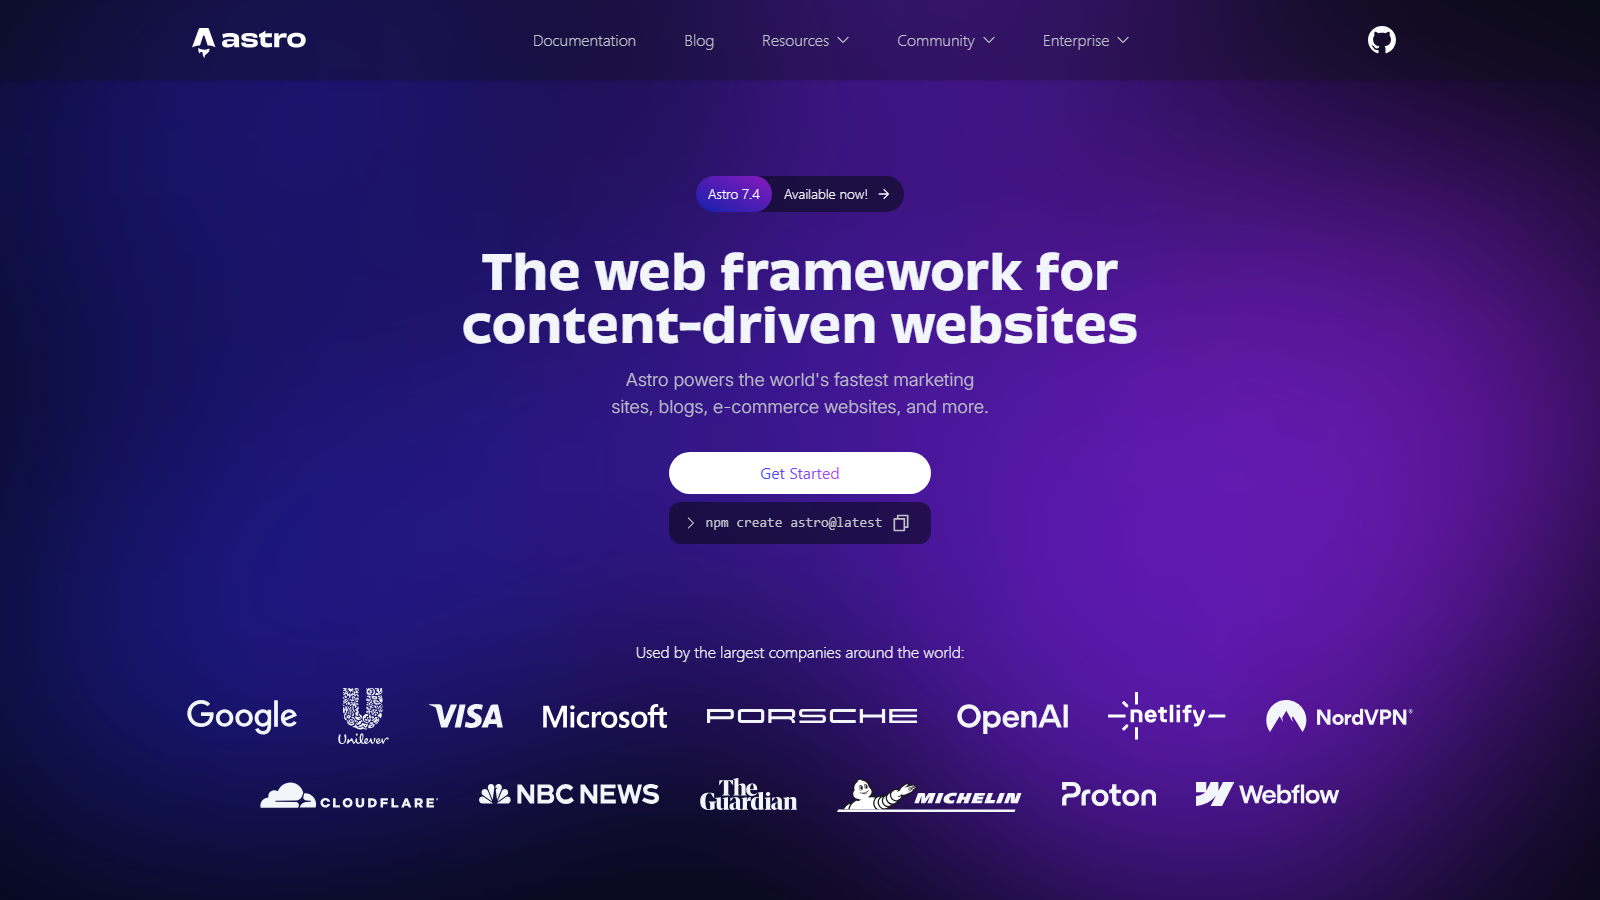 astro
Documentation
Blog
Resources
Community
Enterprise
Astro 7.4
Available now!
The web framework for
content-driven websites
Astro powers the world's fastest marketing
sites, blogs, e-commerce websites, and more.
Get Started
npm create astro@latest
Used by the largest companies around the world:
Google
Unilever
VISA
Microsoft
PORSCHE
OpenAI
netlify
NordVPN®
CLOUDFLARE
NBC NEWS
The
Guardian
MICHELIN
Proton
Webflow